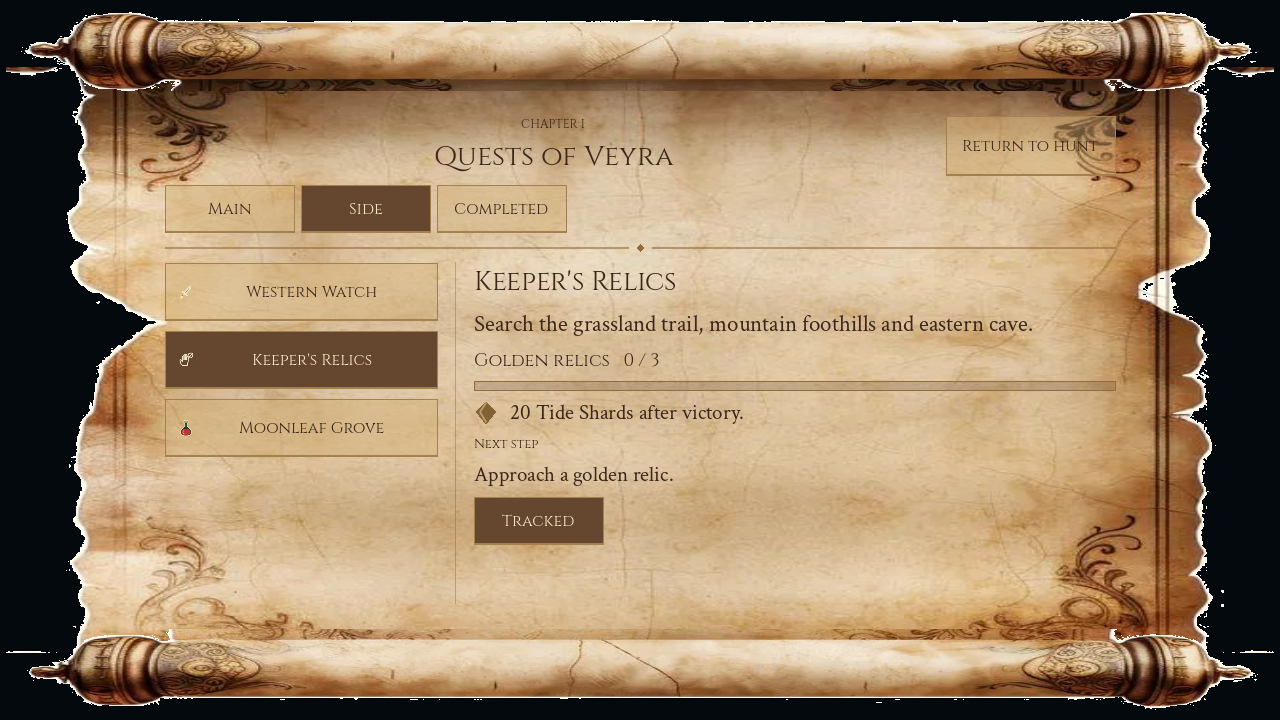 Chapter I
Quests of Veyra
Return to Hunt
Main
Side
Completed
Western Watch
Keeper's Relics
Moonleaf Grove
Keeper's Relics
Search the grassland trail, mountain foothills and eastern cave.
Golden relics 0 / 3
20 Tide Shards after victory.
Next step
Approach a golden relic.
Tracked